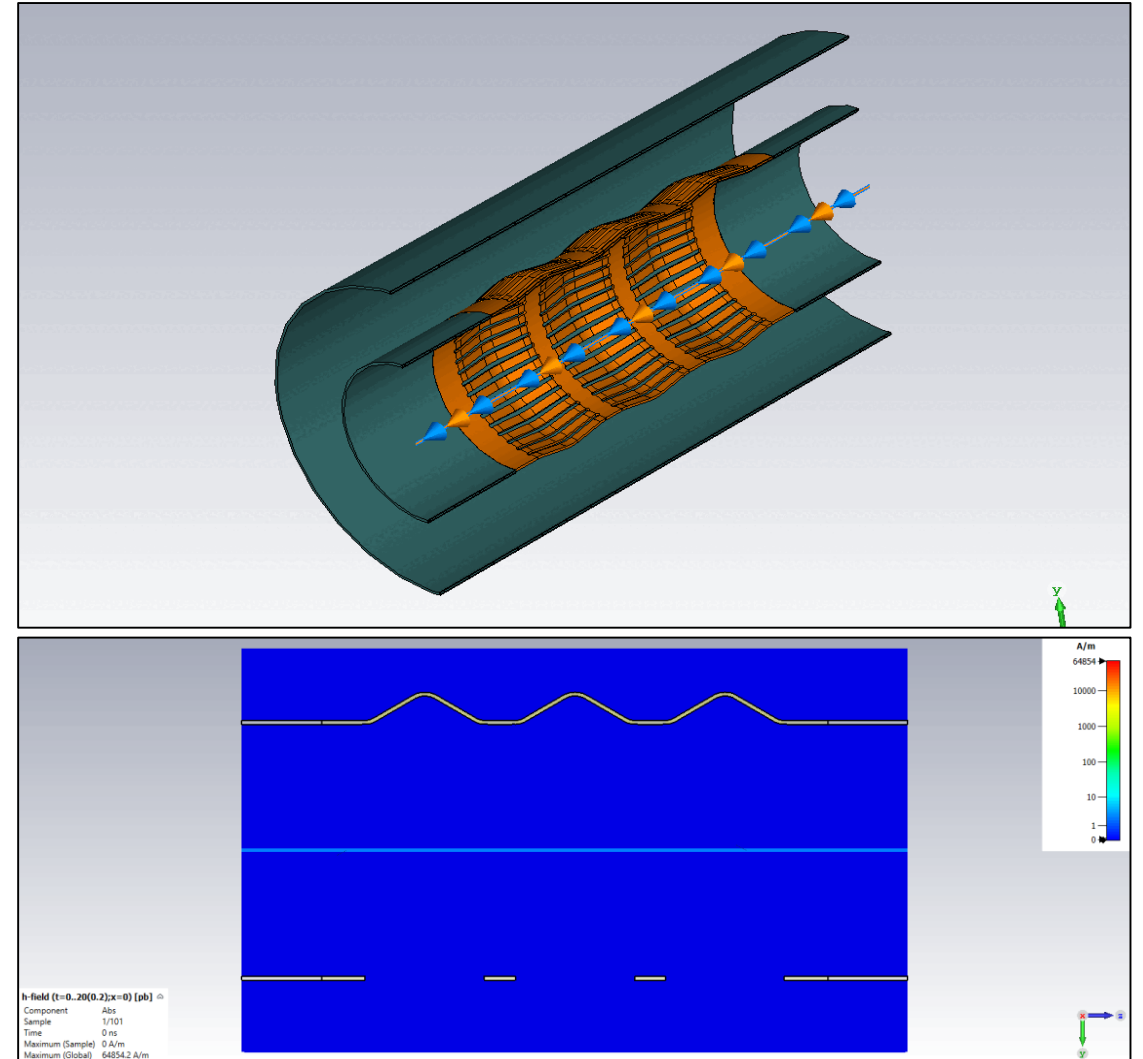 y
A/m
64854
10000
1000
100
10
1
0
h-field (t=0..20(0.2);x=0) [pb]
Component Abs
Sample 1/101
Time 0 ns
Maximum (Sample) 0 A/m
Maximum (Global) 64854.2 A/m
x z
y